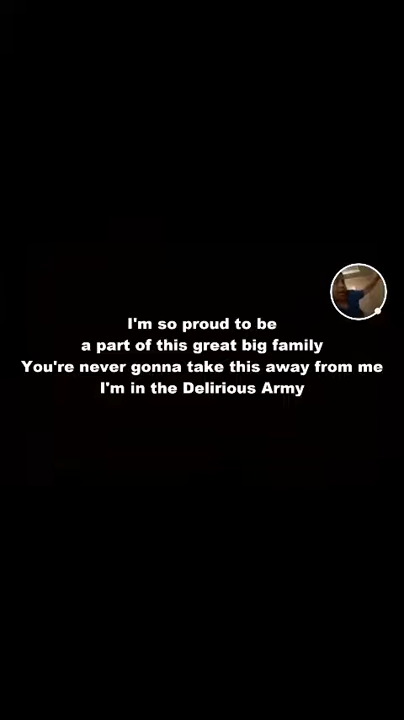 I'm so proud to be
a part of this great big family
You're never gonna take this away from me
I'm in the Delirious Army